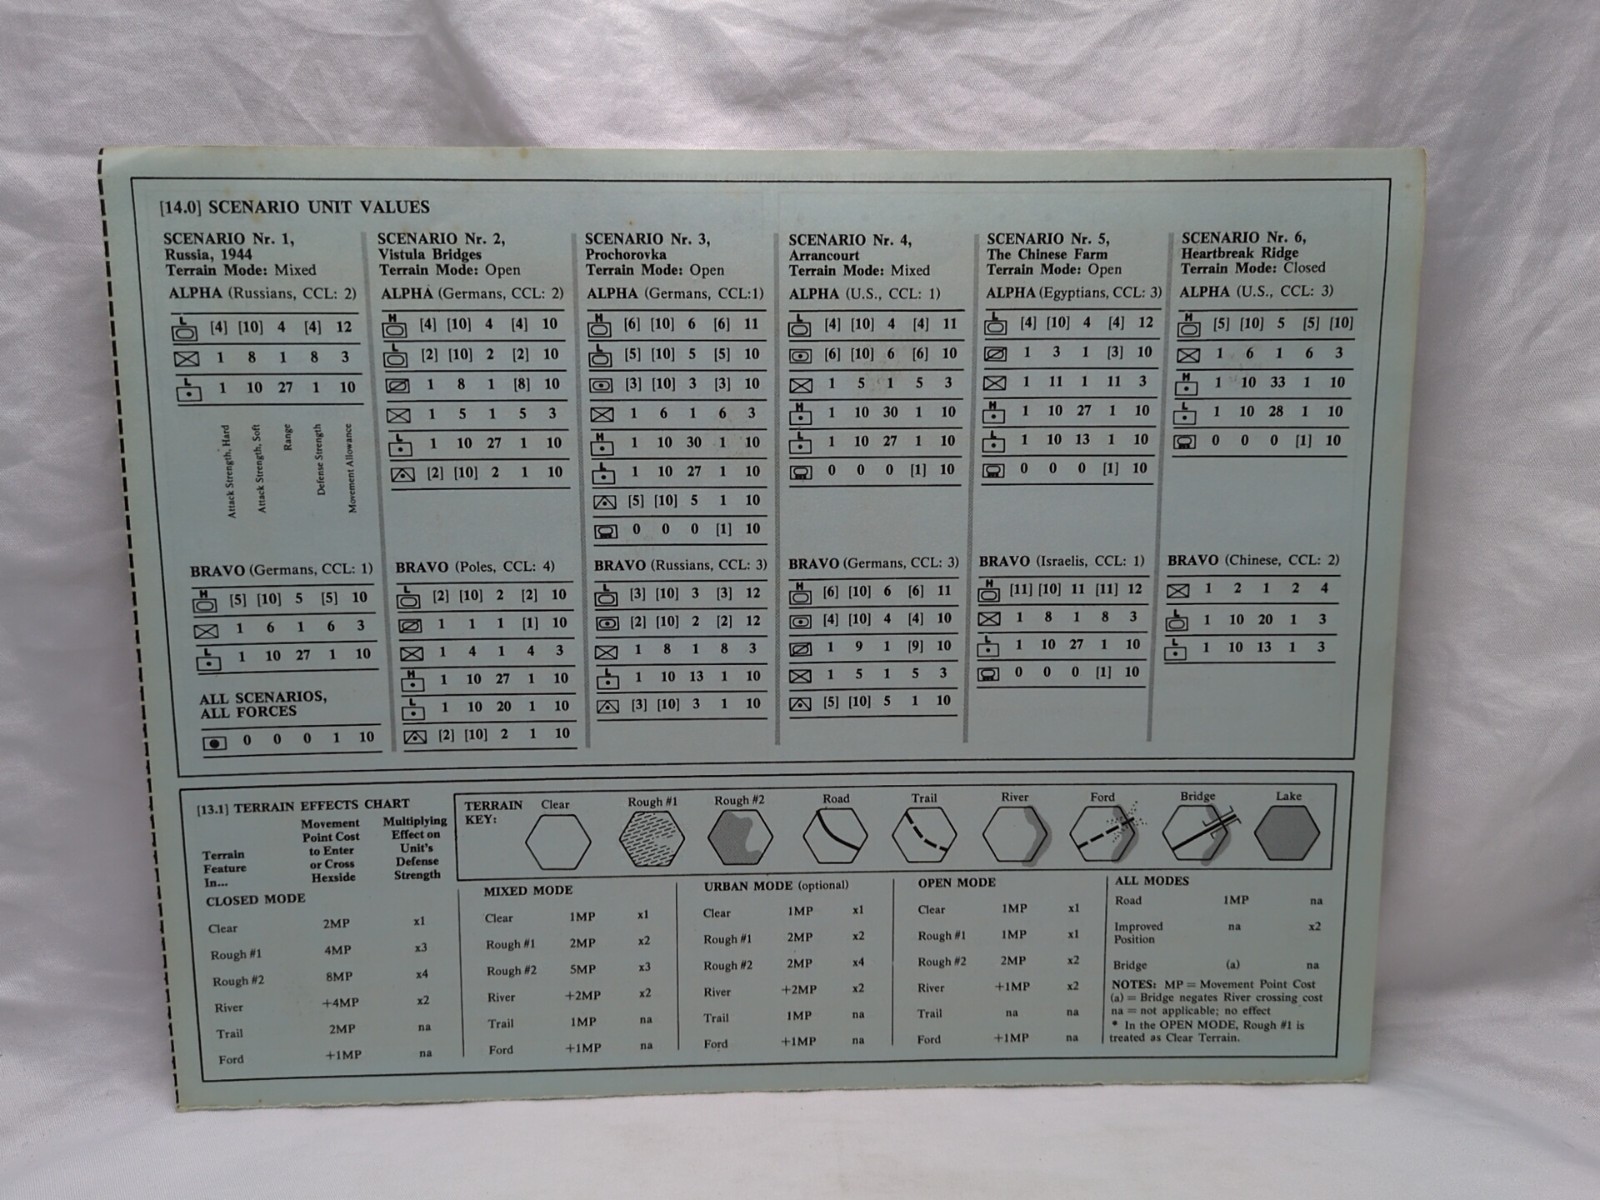 [14.0] SCENARIO UNIT VALUES
SCENARIO Nr. 1,
Russia, 1944
Terrain Mode: Mixed
ALPHA (Russians, CCL: 2)
L [4] [10] 4 [4] 12
1 8 1 8 3
L 1 10 27 1 10
Attack Strength, Hard
Attack Strength, Soft
Range
Defense Strength
Movement Allowance
BRAVO (Germans, CCL: 1)
H [5] [10] 5 [5] 10
1 6 1 6 3
L 1 10 27 1 10
ALL SCENARIOS,
ALL FORCES
0 0 0 1 10
SCENARIO Nr. 2,
Vistula Bridges
Terrain Mode: Open
ALPHA (Germans, CCL: 2)
H [4] [10] 4 [4] 10
L [2] [10] 2 [2] 10
1 8 1 [8] 10
1 5 1 5 3
L 1 10 27 1 10
[2] [10] 2 1 10
BRAVO (Poles, CCL: 4)
L [2] [10] 2 [2] 10
1 1 1 [1] 10
1 4 1 4 3
H 1 10 27 1 10
L 1 10 20 1 10
[2] [10] 2 1 10
SCENARIO Nr. 3,
Prochorovka
Terrain Mode: Open
ALPHA (Germans, CCL:1)
H [6] [10] 6 [6] 11
L [5] [10] 5 [5] 10
[3] [10] 3 [3] 10
1 6 1 6 3
H 1 10 30 1 10
L 1 10 27 1 10
[5] [10] 5 1 10
0 0 0 [1] 10
BRAVO (Russians, CCL: 3)
L [3] [10] 3 [3] 12
[2] [10] 2 [2] 12
1 8 1 8 3
L 1 10 13 1 10
[3] [10] 3 1 10
SCENARIO Nr. 4,
Arrancourt
Terrain Mode: Mixed
ALPHA (U.S., CCL: 1)
L [4] [10] 4 [4] 11
[6] [10] 6 [6] 10
1 5 1 5 3
H 1 10 30 1 10
L 1 10 27 1 10
0 0 0 [1] 10
BRAVO (Germans, CCL: 3)
H [6] [10] 6 [6] 11
[4] [10] 4 [4] 10
1 9 1 [9] 10
1 5 1 5 3
[5] [10] 5 1 10
SCENARIO Nr. 5,
The Chinese Farm
Terrain Mode: Open
ALPHA (Egyptians, CCL: 3)
L [4] [10] 4 [4] 12
1 3 1 [3] 10
1 11 1 11 3
H 1 10 27 1 10
L 1 10 13 1 10
0 0 0 [1] 10
BRAVO (Israelis, CCL: 1)
H [11] [10] 11 [11] 12
1 8 1 8 3
L 1 10 27 1 10
0 0 0 [1] 10
SCENARIO Nr. 6,
Heartbreak Ridge
Terrain Mode: Closed
ALPHA (U.S., CCL: 3)
H [5] [10] 5 [5] [10]
1 6 1 6 3
H 1 10 33 1 10
L 1 10 28 1 10
0 0 0 [1] 10
BRAVO (Chinese, CCL: 2)
1 2 1 2 4
L 1 10 20 1 3
L 1 10 13 1 3
[13.1] TERRAIN EFFECTS CHART
Terrain
Feature
In...
Movement
Point Cost
to Enter
or Cross
Hexside
Multiplying
Effect on
Unit's
Defense
Strength
TERRAIN
KEY:
Clear Rough #1 Rough #2 Road Trail River Ford Bridge Lake
CLOSED MODE
Clear 2MP x1
Rough #1 4MP x3
Rough #2 8MP x4
River +4MP x2
Trail 2MP na
Ford +1MP na
MIXED MODE
Clear 1MP x1
Rough #1 2MP x2
Rough #2 5MP x3
River +2MP x2
Trail 1MP na
Ford +1MP na
URBAN MODE (optional)
Clear 1MP x1
Rough #1 2MP x2
Rough #2 2MP x4
River +2MP x2
Trail 1MP na
Ford +1MP na
OPEN MODE
Clear 1MP x1
Rough #1 1MP x1
Rough #2 2MP x2
River +1MP x2
Trail na na
Ford +1MP na
ALL MODES
Road 1MP na
Improved
Position na x2
Bridge (a) na
NOTES: MP = Movement Point Cost
(a) = Bridge negates River crossing cost
na = not applicable; no effect
* In the OPEN MODE, Rough #1 is
treated as Clear Terrain.